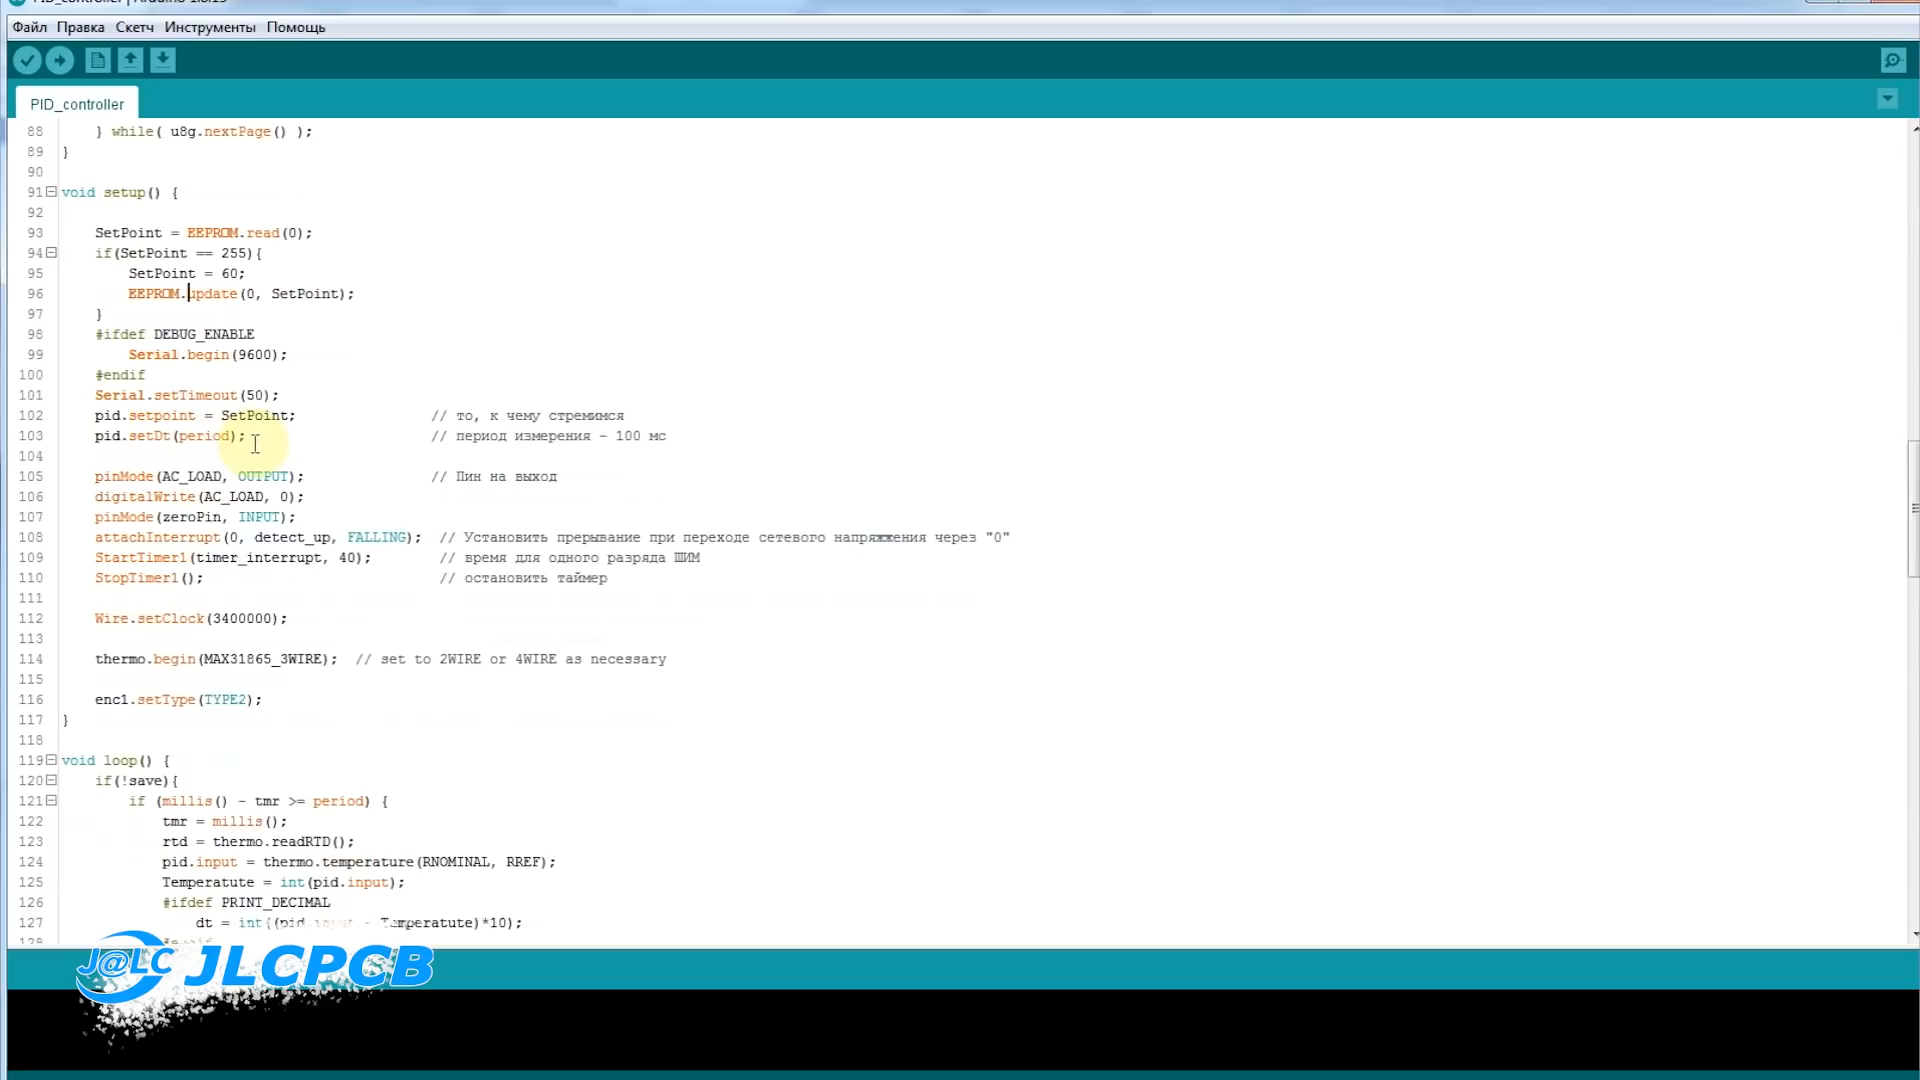 PID_controller | Arduino 1.8.13
Файл Правка Скетч Инструменты Помощь
PID_controller
88 } while( u8g.nextPage() );
89 }
90
91 void setup() {
92
93 SetPoint = EEPROM.read(0);
94 if(SetPoint == 255){
95 SetPoint = 60;
96 EEPROM.update(0, SetPoint);
97 }
98 #ifdef DEBUG_ENABLE
99 Serial.begin(9600);
100 #endif
101 Serial.setTimeout(50);
102 pid.setpoint = SetPoint; // то, к чему стремимся
103 pid.setDt(period); // период измерения - 100 мс
104
105 pinMode(AC_LOAD, OUTPUT); // Пин на выход
106 digitalWrite(AC_LOAD, 0);
107 pinMode(zeroPin, INPUT);
108 attachInterrupt(0, detect_up, FALLING); // Установить прерывание при переходе сетевого напряжения через "0"
109 StartTimer1(timer_interrupt, 40); // время для одного разряда ШИМ
110 StopTimer1(); // остановить таймер
111
112 Wire.setClock(3400000);
113
114 thermo.begin(MAX31865_3WIRE); // set to 2WIRE or 4WIRE as necessary
115
116 enc1.setType(TYPE2);
117 }
118
119 void loop() {
120 if(!save){
121 if (millis() - tmr >= period) {
122 tmr = millis();
123 rtd = thermo.readRTD();
124 pid.input = thermo.temperature(RNOMINAL, RREF);
125 Temperatute = int(pid.input);
126 #ifdef PRINT_DECIMAL
127 dt = int((pid.input - Temperatute)*10);
128
J@LC JLCPCB